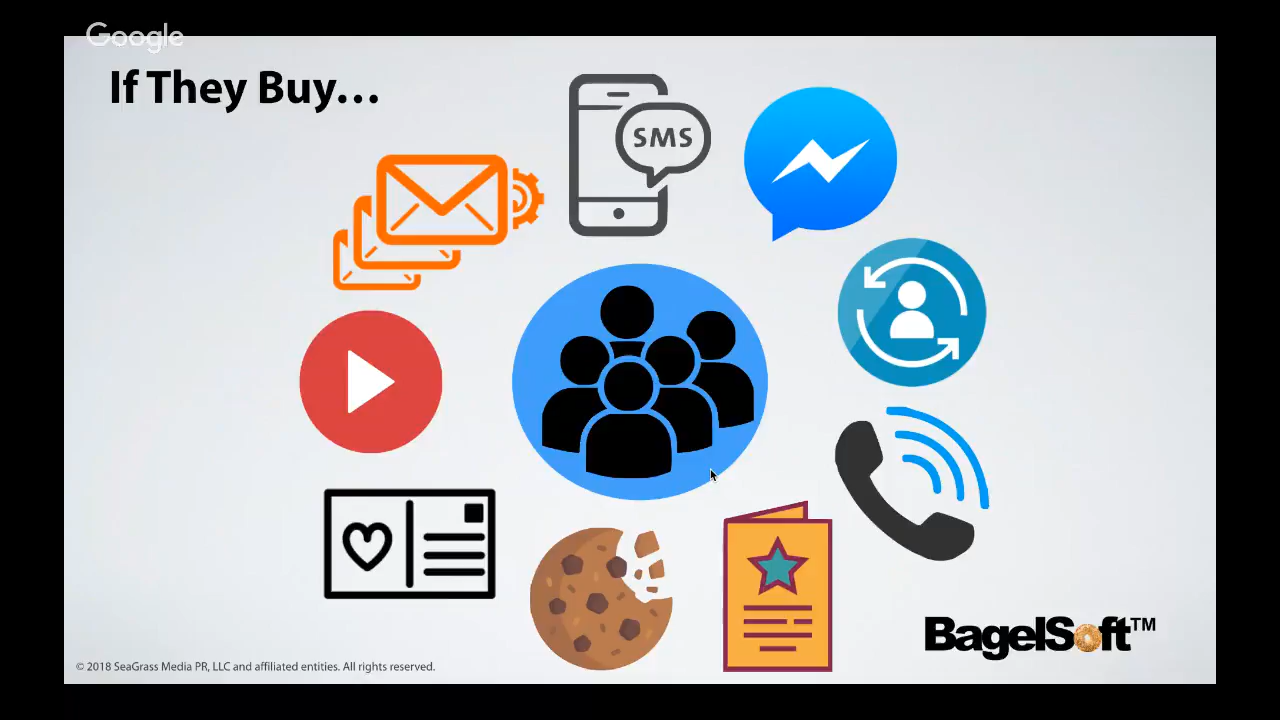 Google
If They Buy...
SMS
BagelSoft™
© 2018 SeaGrass Media PR, LLC and affiliated entities. All rights reserved.